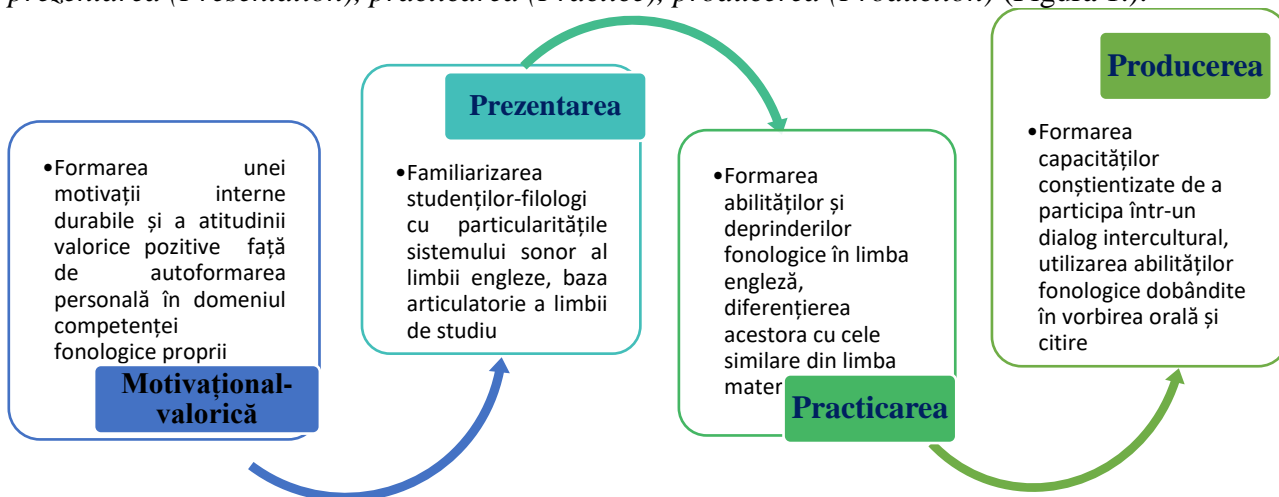 prezentarea (Presentation), practicarea (Practice), producerea (Production) (Figura 1.).
•Formarea unei
motivații interne
durabile și a atitudinii
valorice pozitive față
de autoformarea
personală în domeniul
competenței
fonologice proprii
Motivațional-
valorică
Prezentarea
•Familiarizarea
studenților-filologi
cu particularitățile
sistemului sonor al
limbii engleze, baza
articulatorie a limbii
de studiu
•Formarea
abilităților și
deprinderilor
fonologice în limba
engleză,
diferențierea
acestora cu cele
similare din limba
mater
Practicarea
Producerea
•Formarea
capacităților
conștientizate de a
participa într-un
dialog intercultural,
utilizarea abilităților
fonologice dobândite
în vorbirea orală și
citire